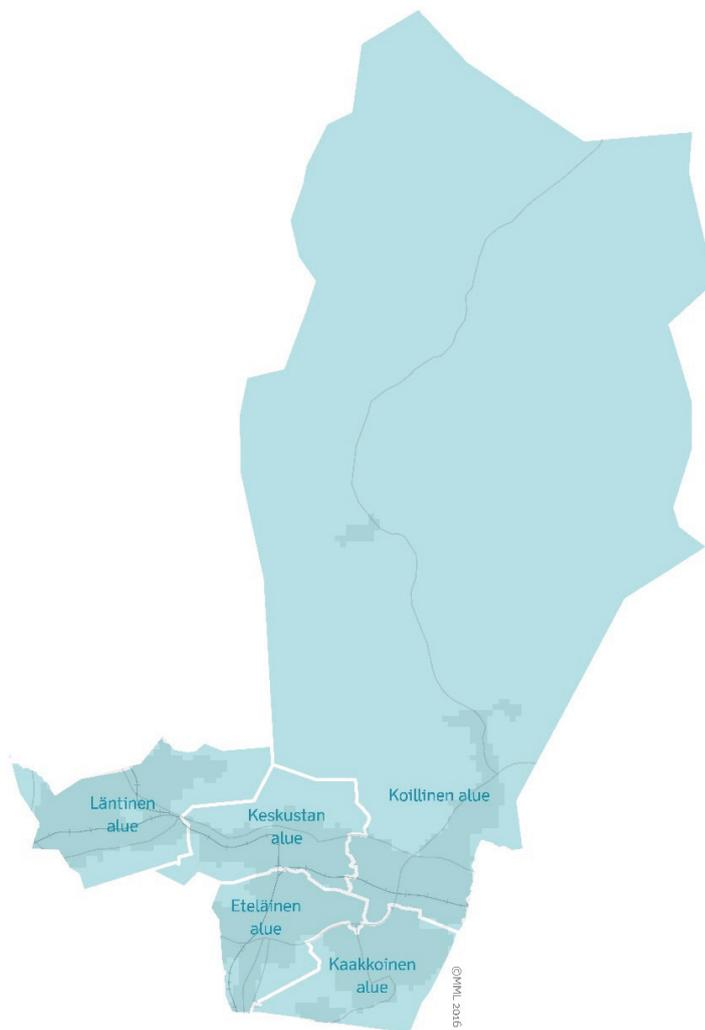 Koillinen alue
Läntinen
alue
Keskustan
alue
Eteläinen
alue
Kaakkoinen
alue
©MML 2016